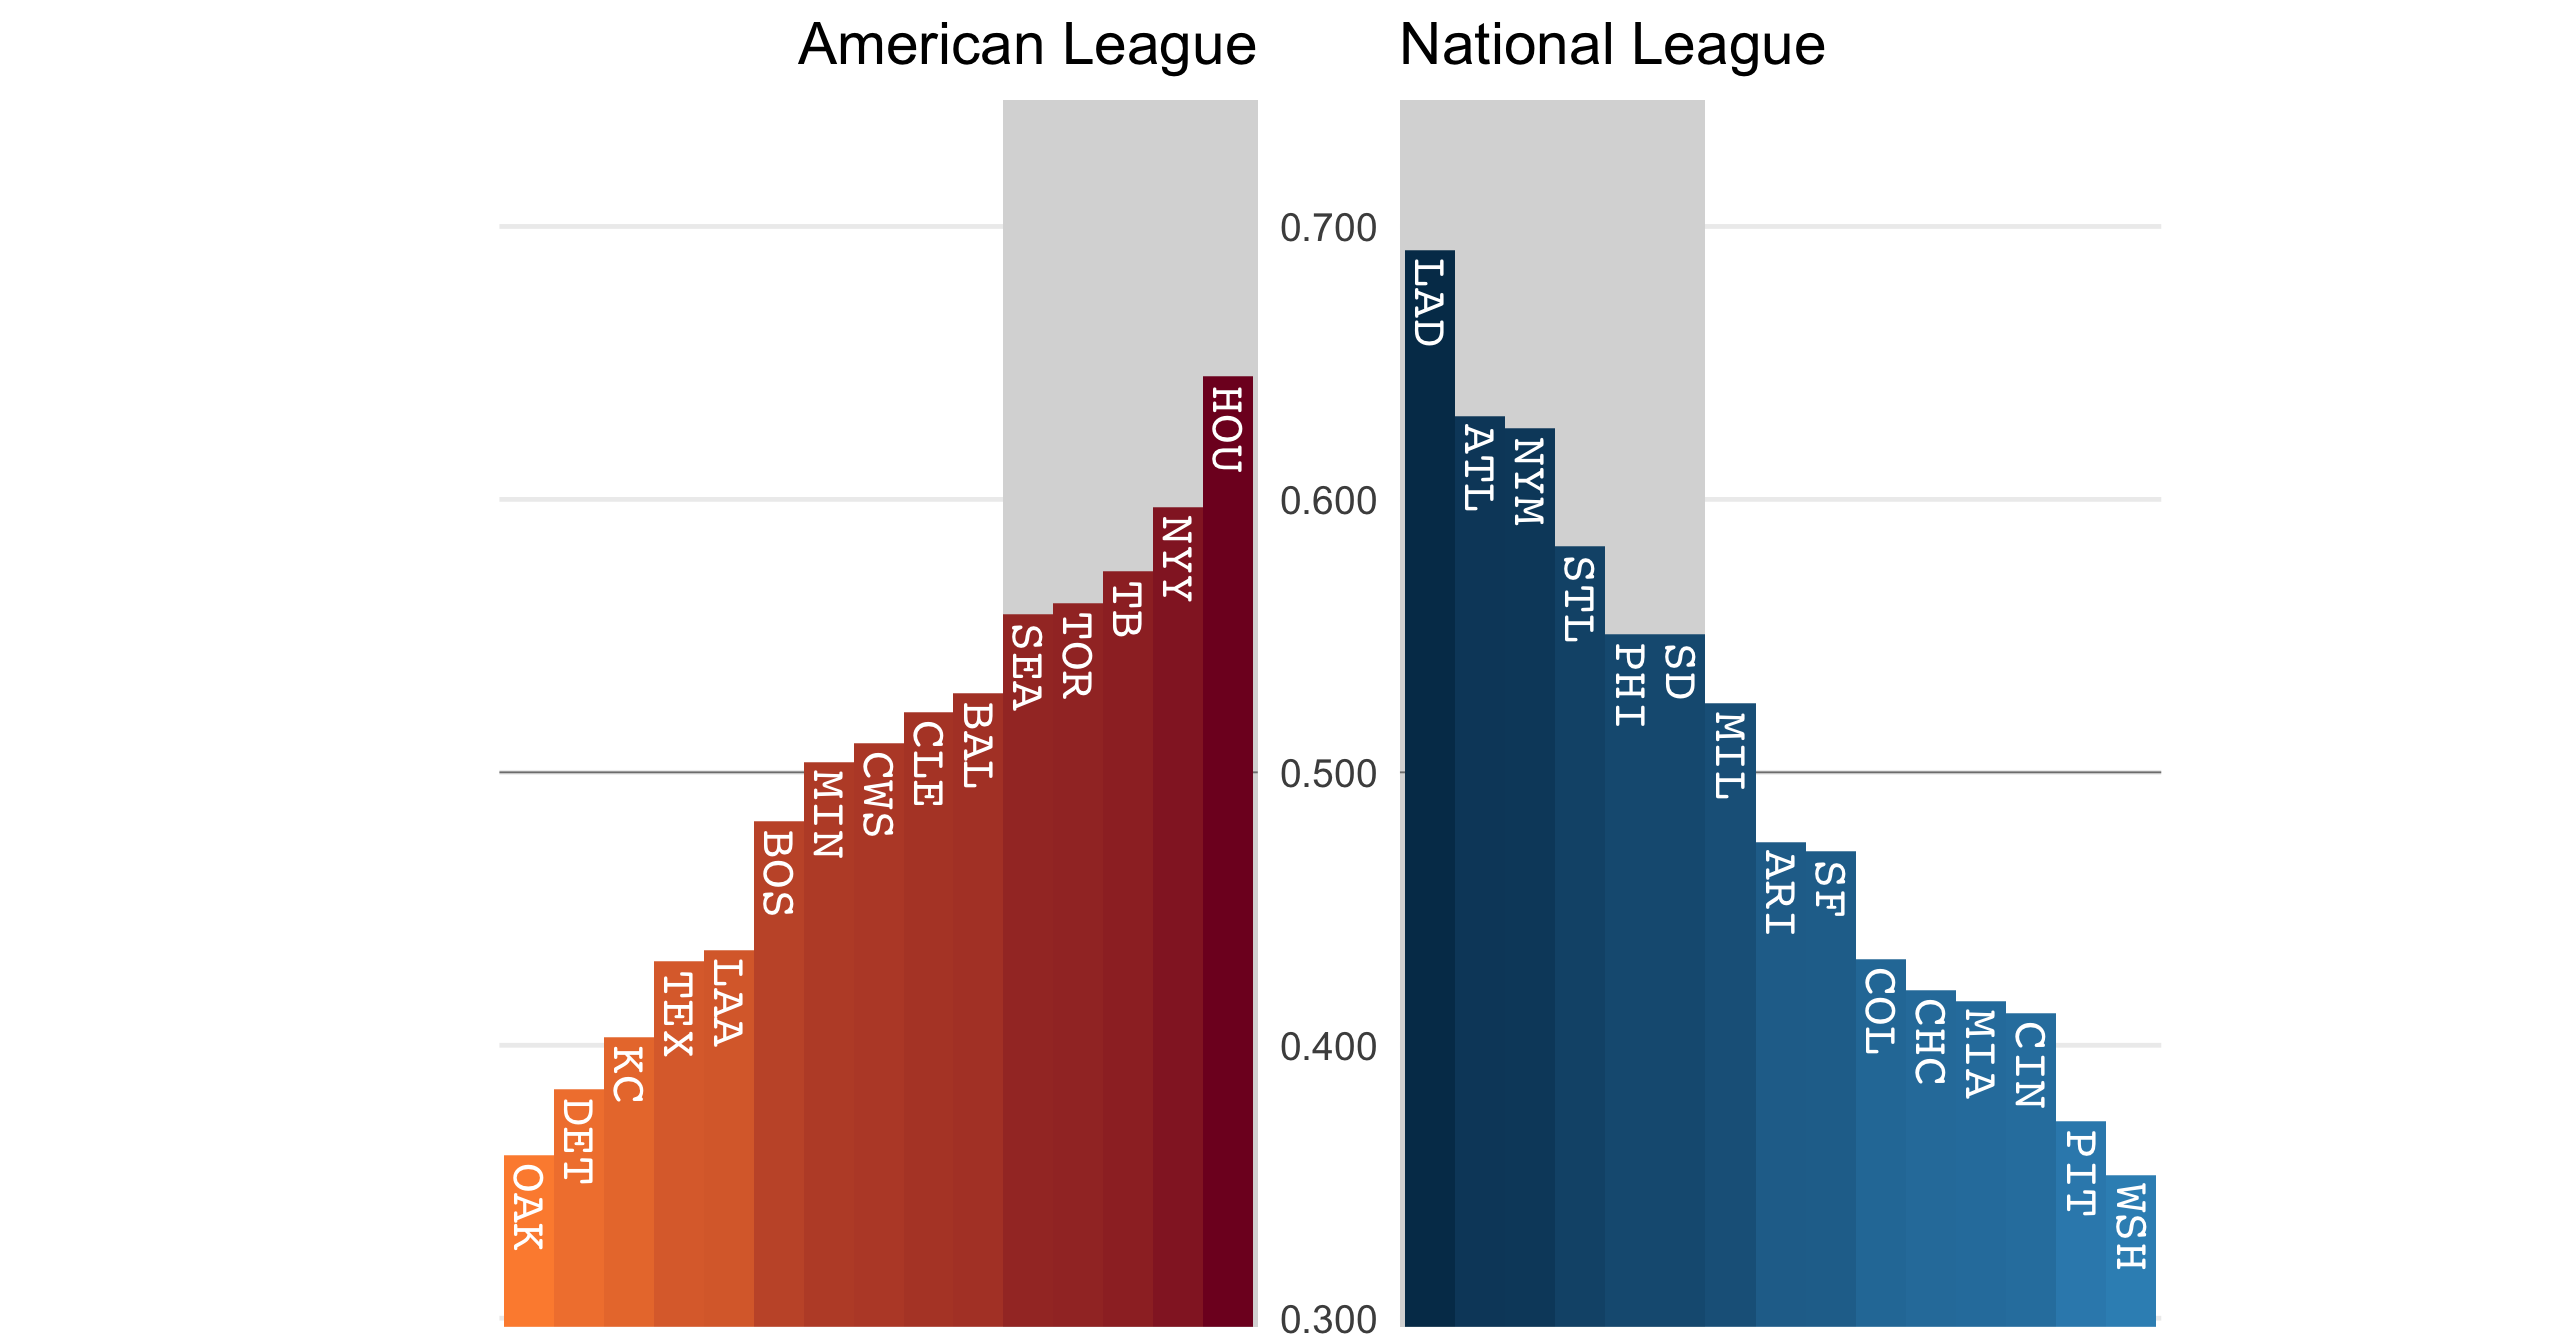 American League
National League
0.700
0.600
0.500
0.400
0.300
OAK
DET
KC
TEX
LAA
BOS
MIN
CWS
CLE
BAL
SEA
TOR
TB
NYY
HOU
LAD
ATL
NYM
STL
PHI
SD
MIL
ARI
SF
COL
CHC
MIA
CIN
PIT
WSH